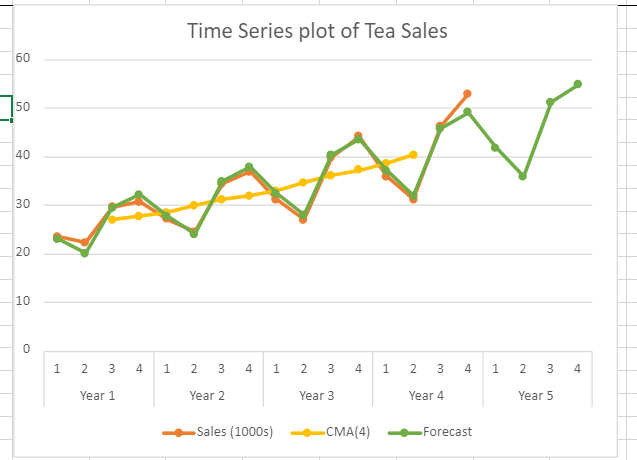 Time Series plot of Tea Sales
60
50
40
30
20
10
0
1 2 3 4 1 2 3 4 1 2 3 4 1 2 3 4 1 2 3 4
Year 1 Year 2 Year 3 Year 4 Year 5
Sales (1000s) CMA(4) Forecast